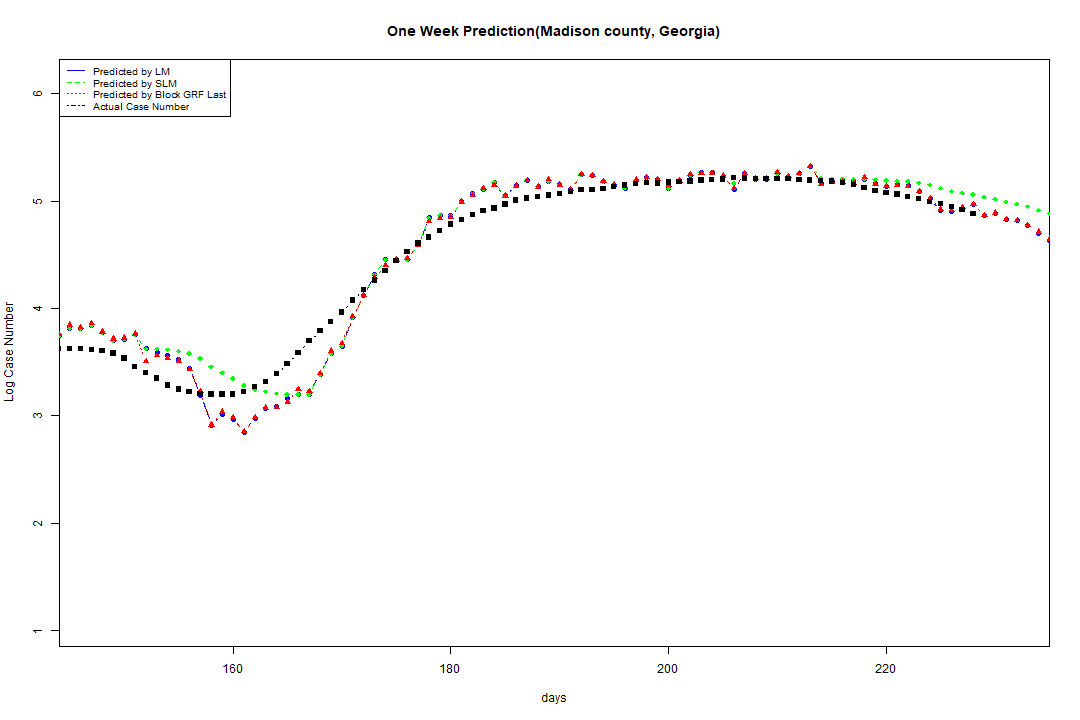 One Week Prediction(Madison county, Georgia)
Predicted by LM
Predicted by SLM
Predicted by Block GRF Last
Actual Case Number
6
5
4
3
2
1
Log Case Number
160 180 200 220
days